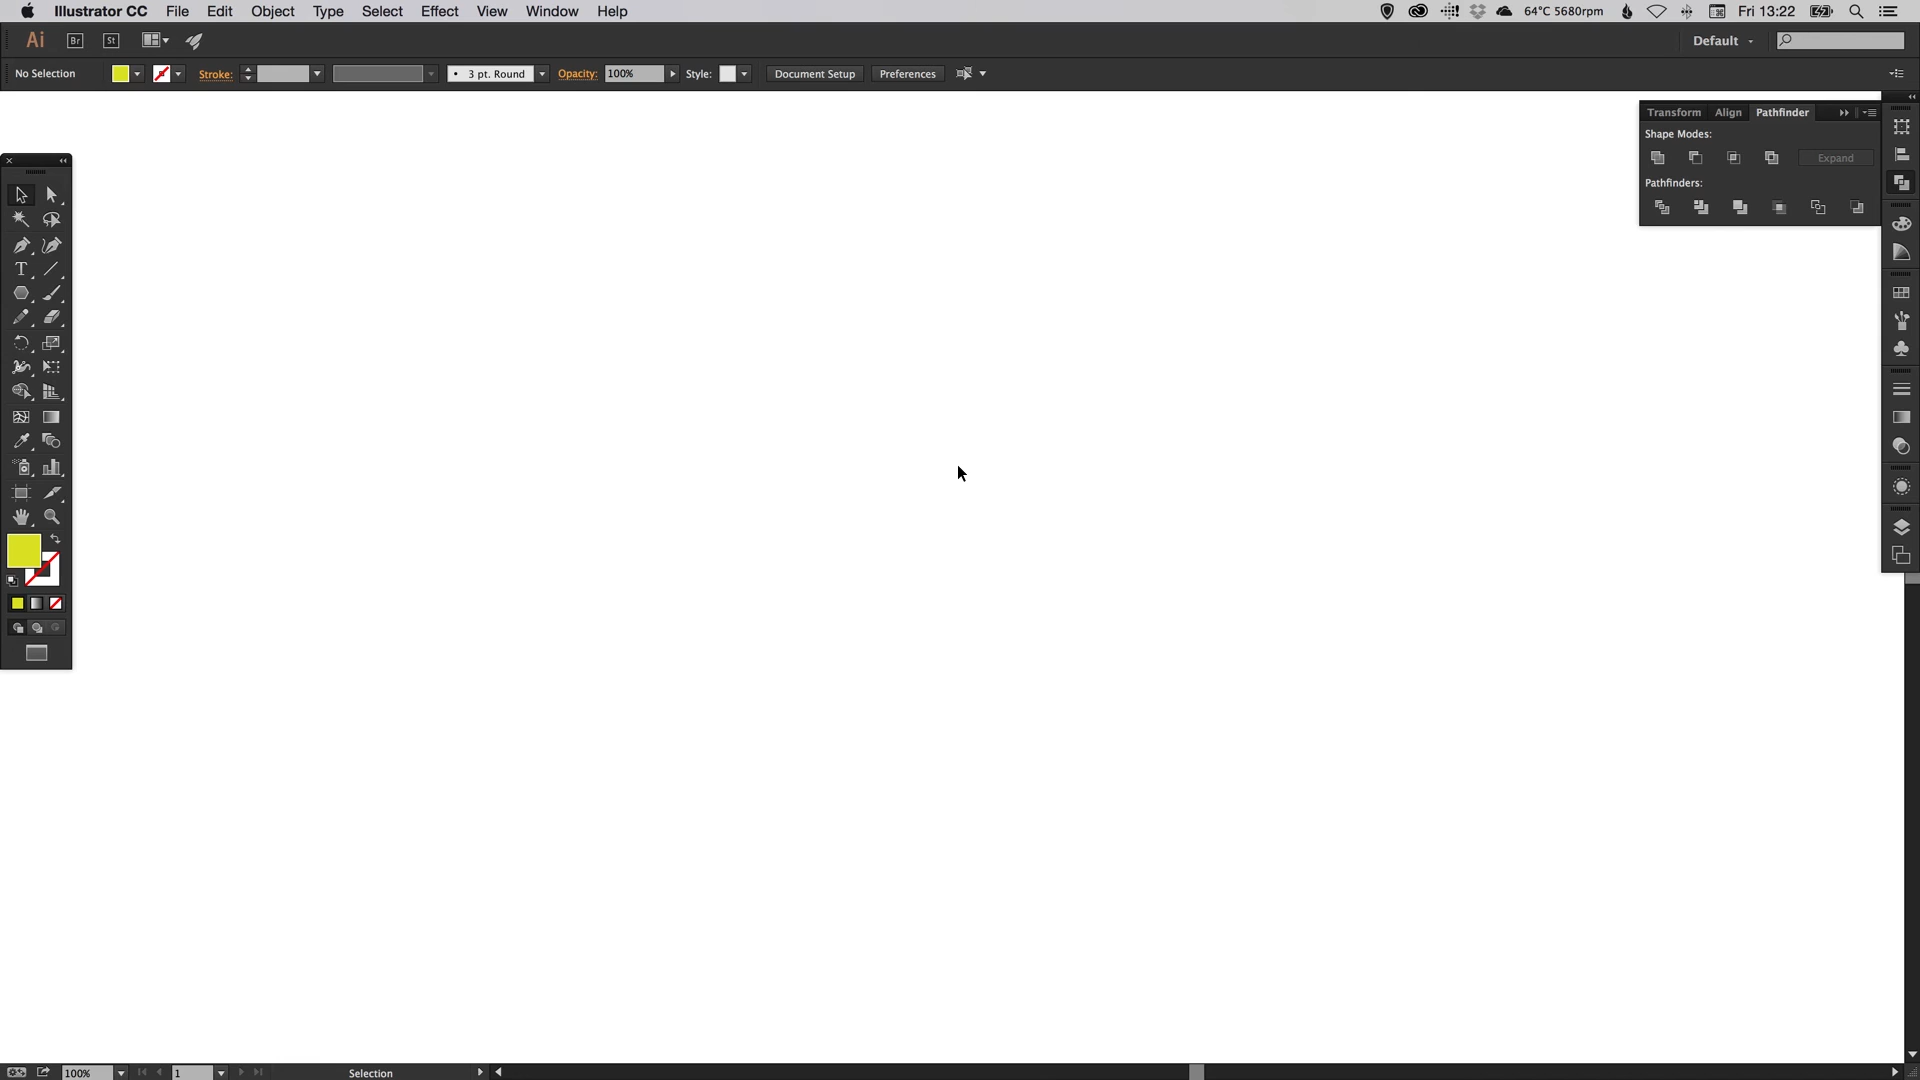 Illustrator CC File Edit Object Type Select Effect View Window Help 64°C 5680rpm Fri 13:22
Ai Br St Default
No Selection Stroke: 3 pt. Round Opacity: 100% Style: Document Setup Preferences
Transform Align Pathfinder
Shape Modes:
Expand
Pathfinders:
T
100% 1 Selection